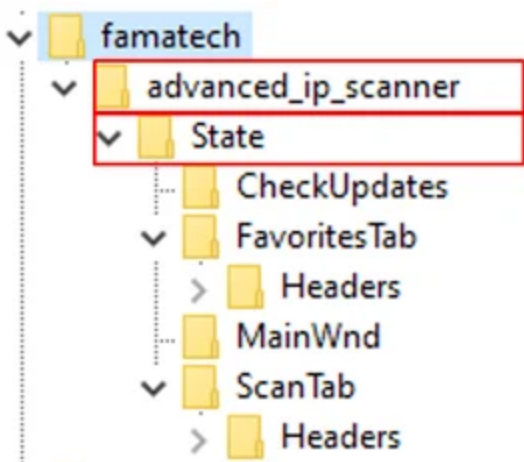 famatech
advanced_ip_scanner
State
CheckUpdates
FavoritesTab
Headers
MainWnd
ScanTab
Headers